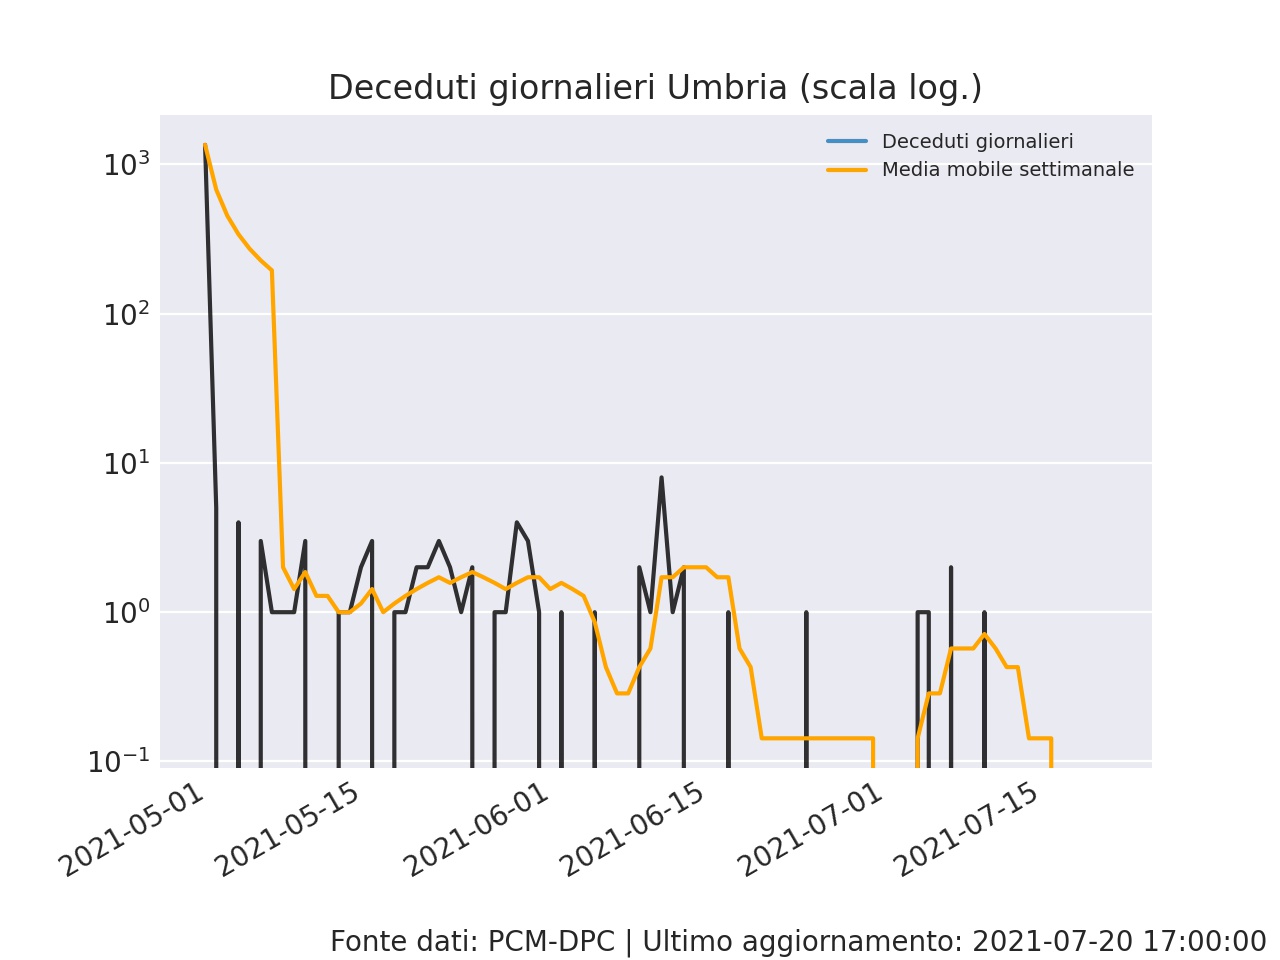 Deceduti giornalieri Umbria (scala log.)
Deceduti giornalieri
Media mobile settimanale
10³
10²
10¹
10⁰
10⁻¹
2021-05-01
2021-05-15
2021-06-01
2021-06-15
2021-07-01
2021-07-15
Fonte dati: PCM-DPC | Ultimo aggiornamento: 2021-07-20 17:00:00